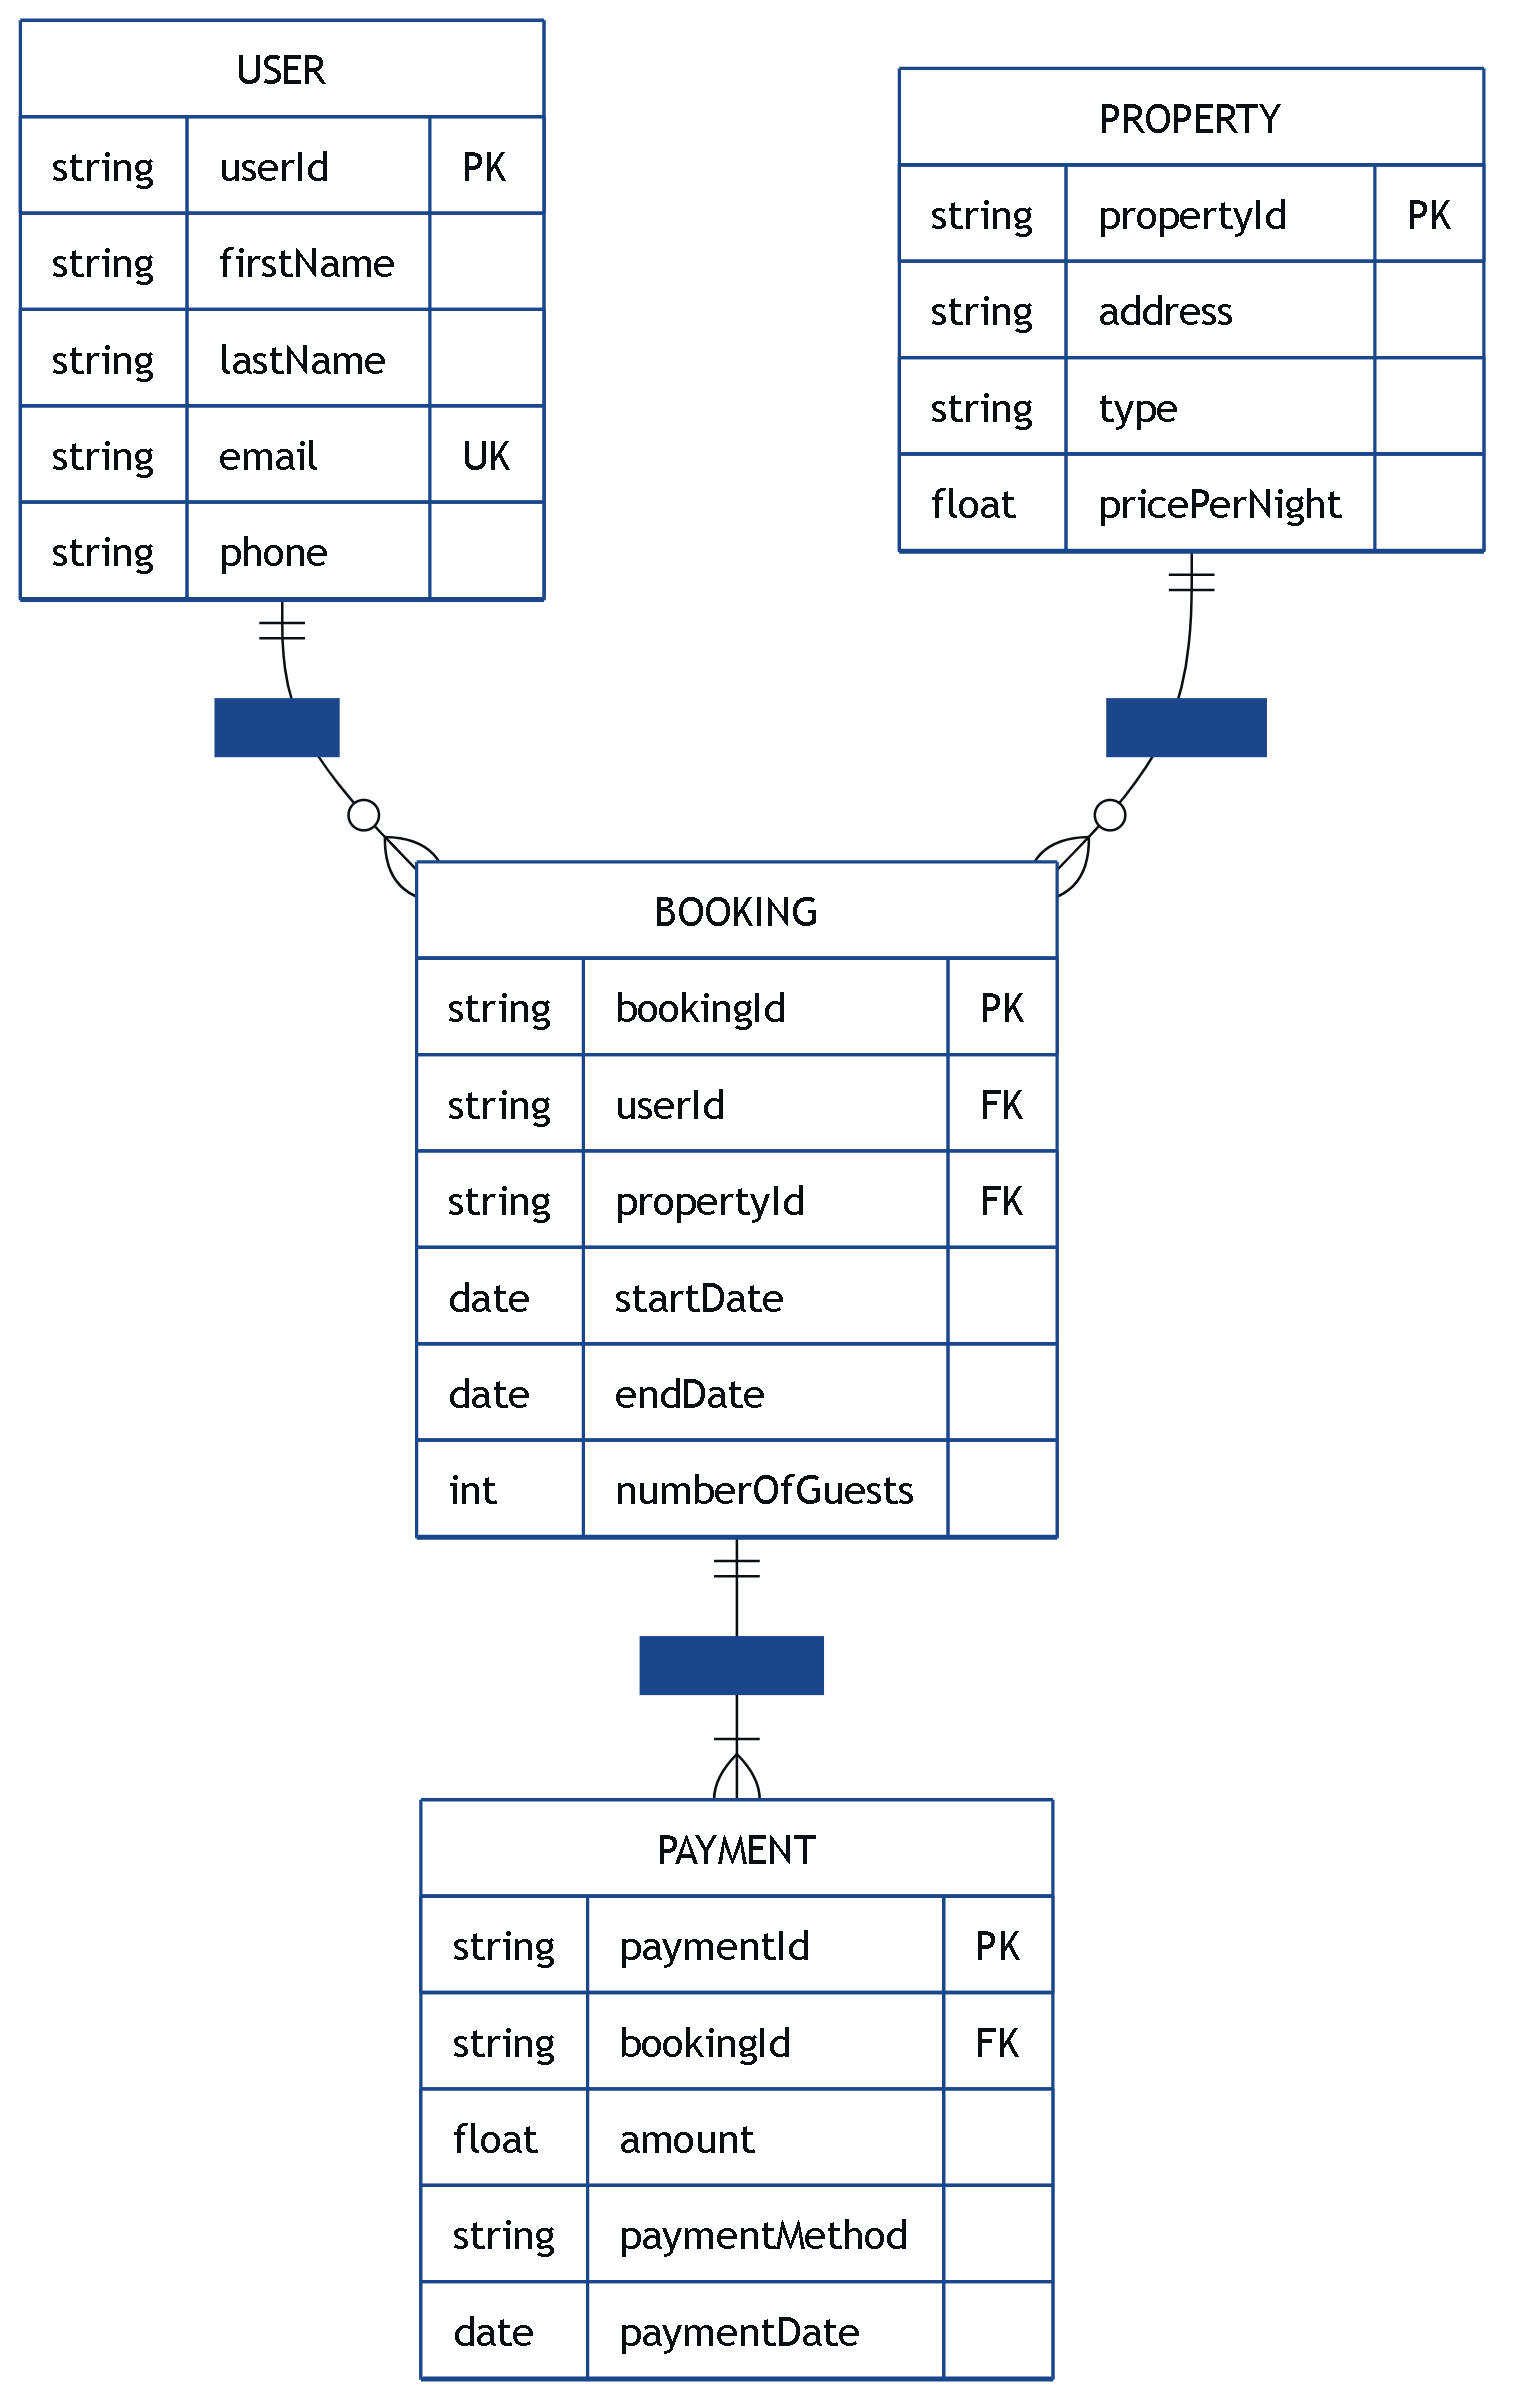 USER
string userId PK
string firstName
string lastName
string email UK
string phone
PROPERTY
string propertyId PK
string address
string type
float pricePerNight
BOOKING
string bookingId PK
string userId FK
string propertyId FK
date startDate
date endDate
int numberOfGuests
PAYMENT
string paymentId PK
string bookingId FK
float amount
string paymentMethod
date paymentDate